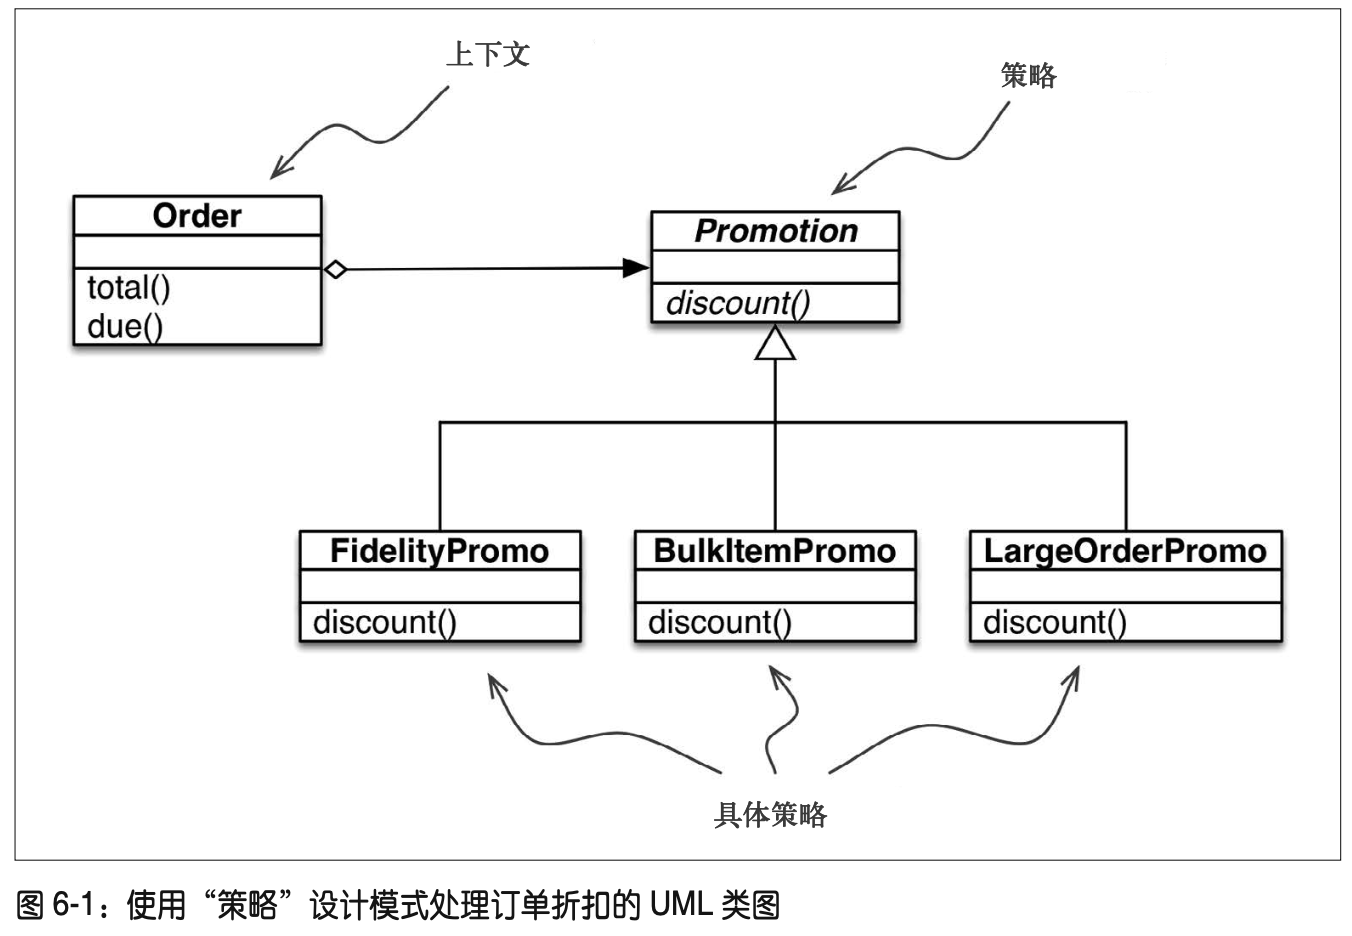 上下文
策略
Order
total()
due()
Promotion
discount()
FidelityPromo
discount()
BulkItemPromo
discount()
LargeOrderPromo
discount()
具体策略
图 6-1：使用“策略”设计模式处理订单折扣的 UML 类图